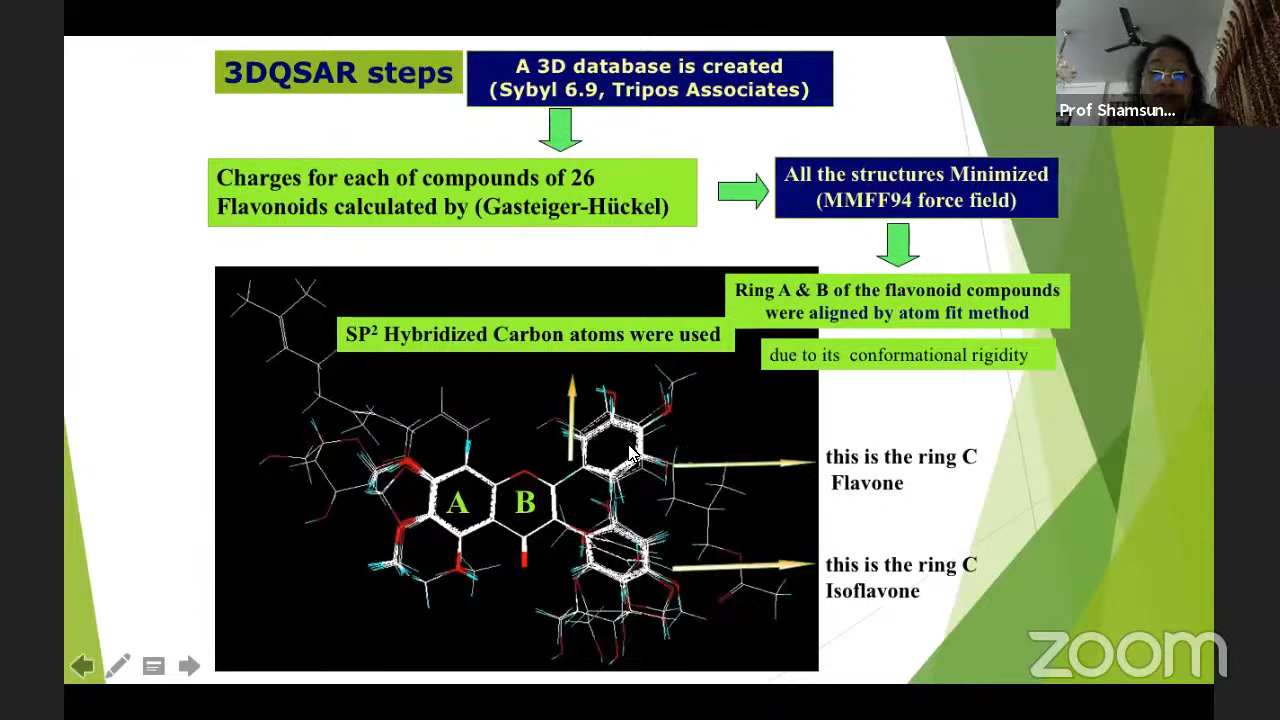 3DQSAR steps
A 3D database is created
(Sybyl 6.9, Tripos Associates)
Prof Shamsun...
Charges for each of compounds of 26
Flavonoids calculated by (Gasteiger-Hückel)
All the structures Minimized
(MMFF94 force field)
Ring A & B of the flavonoid compounds
were aligned by atom fit method
SP² Hybridized Carbon atoms were used
due to its conformational rigidity
this is the ring C
Flavone
A B
this is the ring C
Isoflavone
zoom